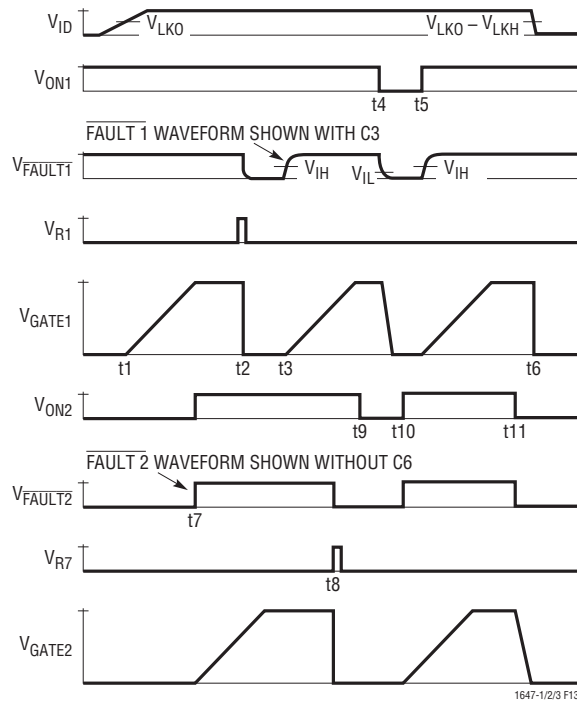 VID
VLKO
VLKO – VLKH
VON1
t4
t5
FAULT 1 WAVEFORM SHOWN WITH C3
VFAULT1
VIH
VIL
VIH
VR1
VGATE1
t1
t2
t3
t6
VON2
t9
t10
t11
FAULT 2 WAVEFORM SHOWN WITHOUT C6
VFAULT2
t7
VR7
t8
VGATE2
1647-1/2/3 F13